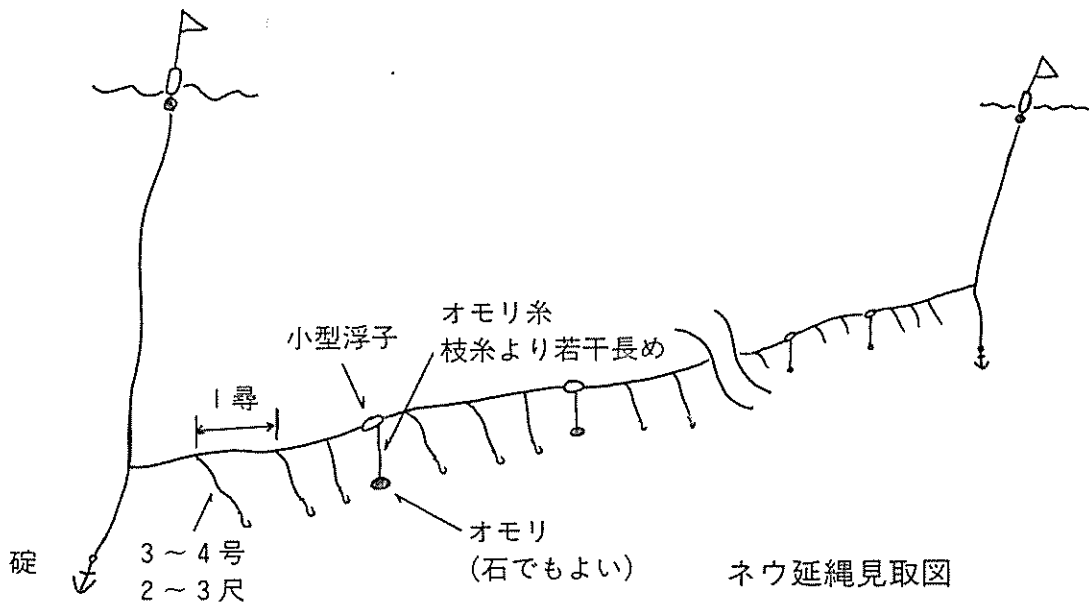 オモリ糸
枝糸より若干長め
小型浮子
1尋
オモリ
(石でもよい)
碇
3～4号
2～3尺
ネウ延縄見取図